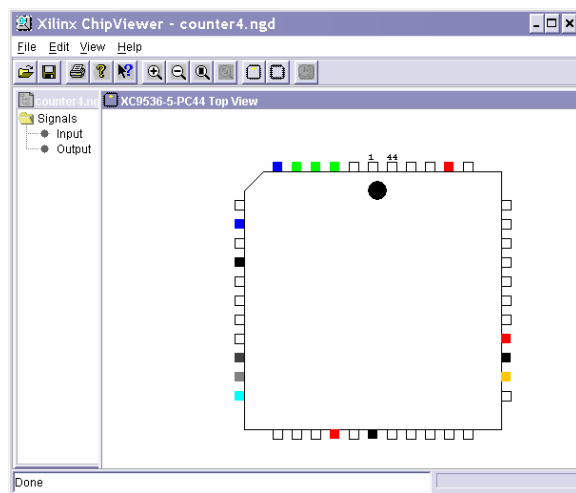 Xilinx ChipViewer - counter4.ngd
File Edit View Help
counter4.ng
XC9536-5-PC44 Top View
Signals
Input
Output
1 44
Done